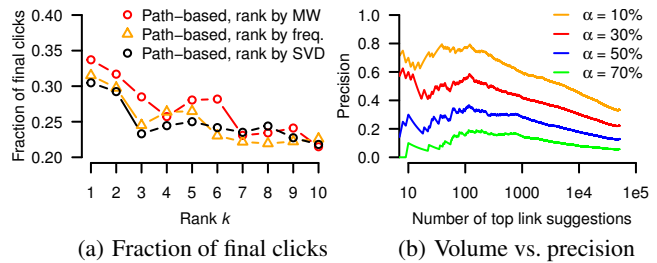 Fraction of final clicks
0.40
0.35
0.30
0.25
0.20
Path-based, rank by MW
Path-based, rank by freq.
Path-based, rank by SVD
1 2 3 4 5 6 7 8 9 10
Rank k
(a) Fraction of final clicks
Precision
1.0
0.8
0.6
0.4
0.2
0.0
α = 10%
α = 30%
α = 50%
α = 70%
10 100 1000 1e4 5e5
Number of top link suggestions
(b) Volume vs. precision